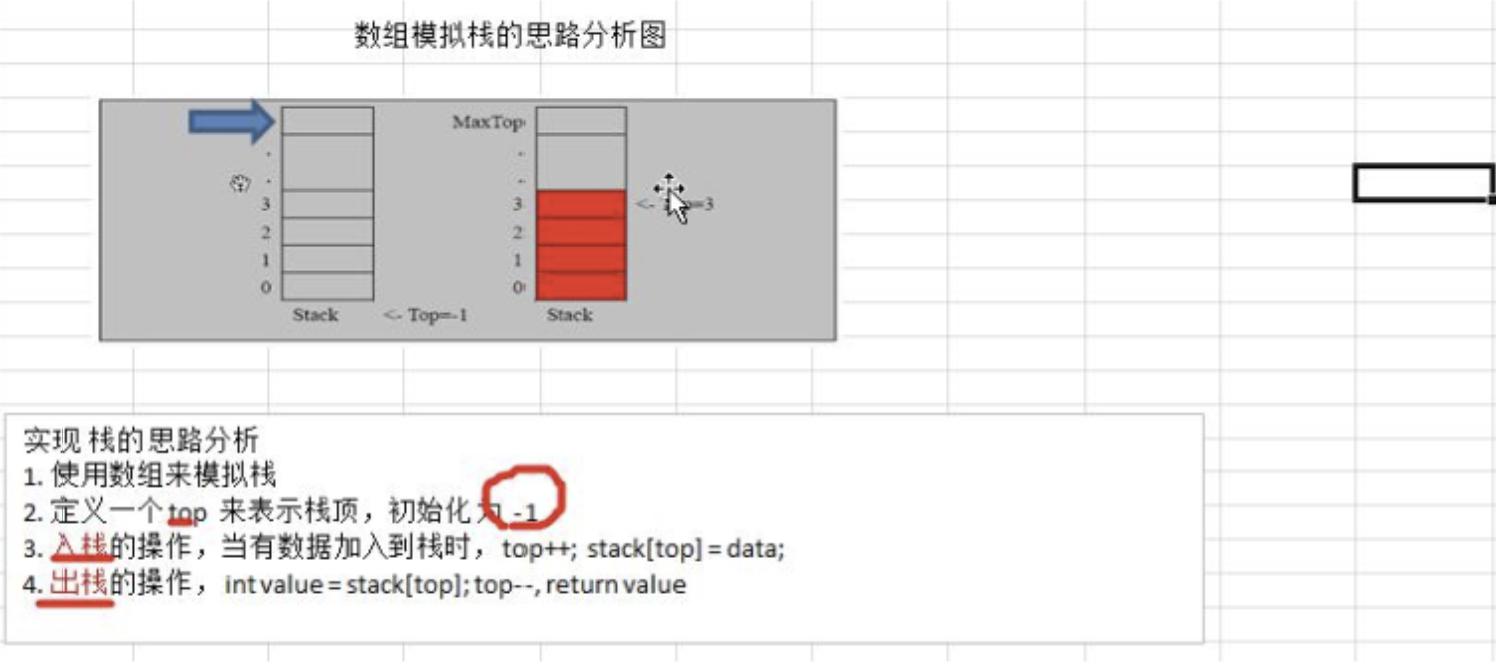 数组模拟栈的思路分析图
MaxTop
3
2
1
0
Stack
<- Top=-1
3
2
1
0
Stack
实现 栈的思路分析
1. 使用数组来模拟栈
2. 定义一个 top 来表示栈顶，初始化 为 -1
3. 入栈的操作，当有数据加入到栈时，top++; stack[top] = data;
4. 出栈的操作，int value = stack[top]; top--, return value